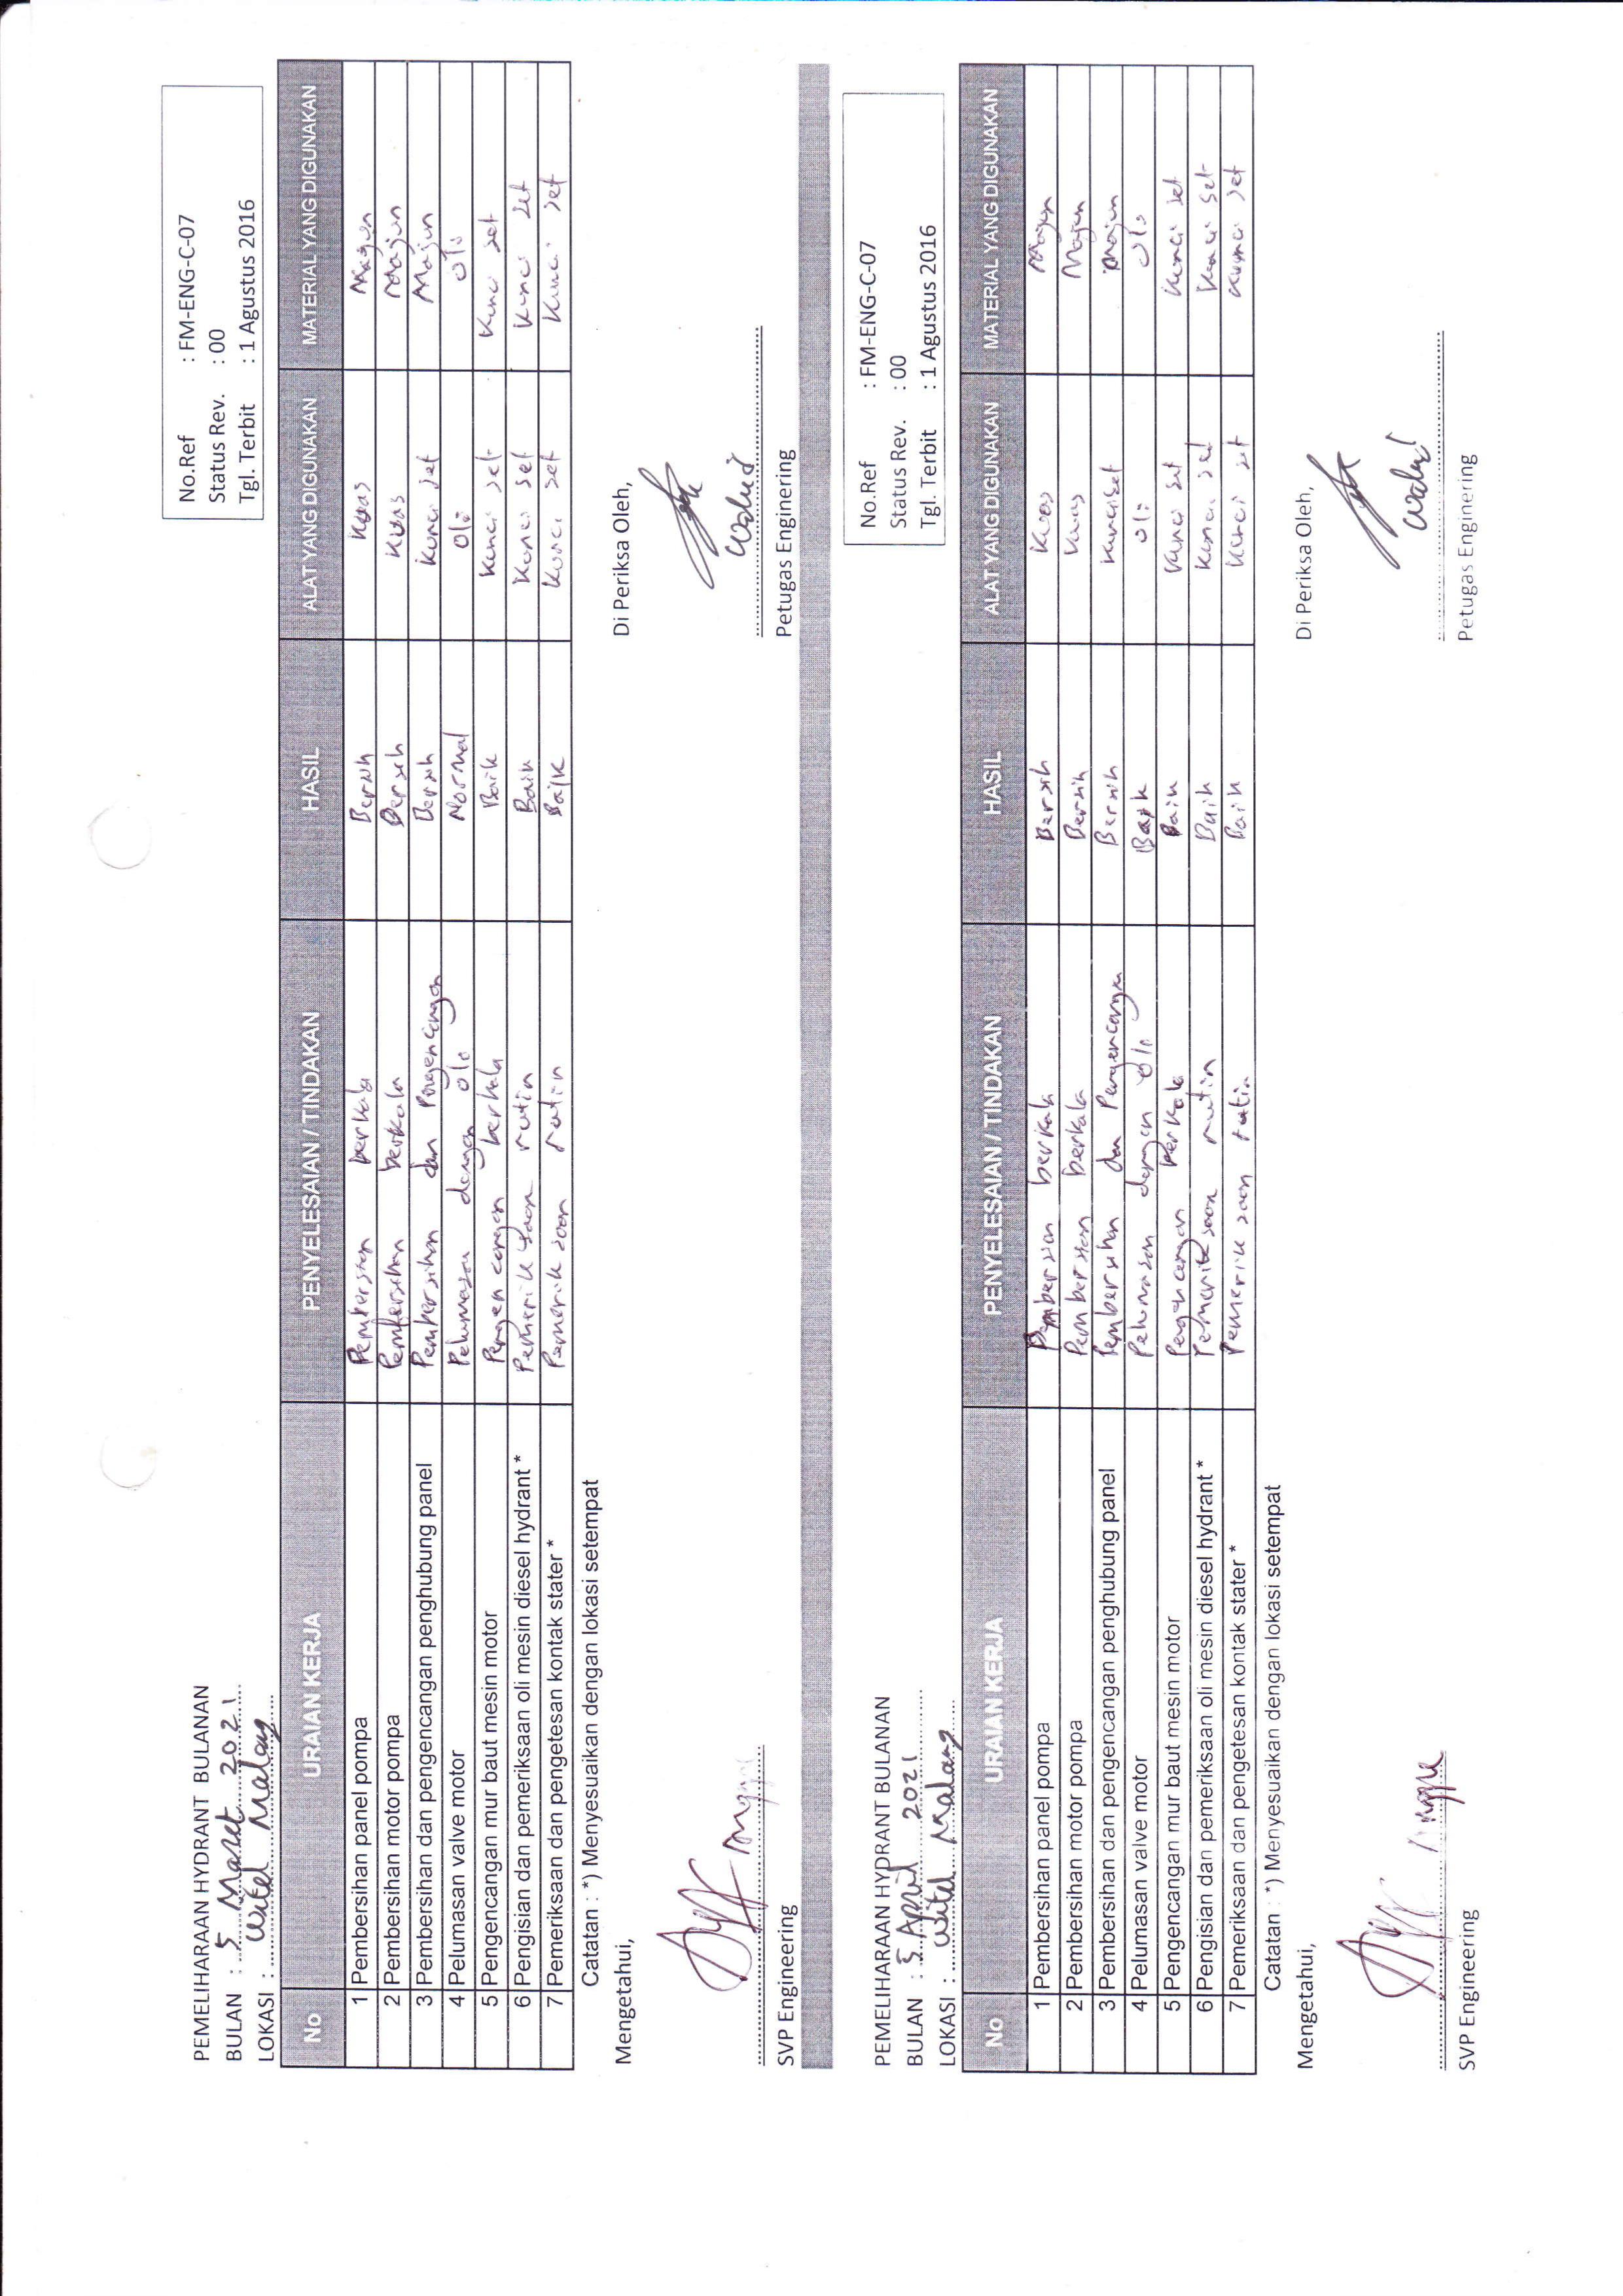 No.Ref : FM-ENG-C-07
Status Rev. : 00
Tgl. Terbit : 1 Agustus 2016
PEMELIHARAAN HYDRANT BULANAN
BULAN : 5 Maret 2021
LOKASI : Witel Malang
No URAIAN KERJA PENYELESAIAN / TINDAKAN HASIL ALAT YANG DIGUNAKAN MATERIAL YANG DIGUNAKAN
1 Pembersihan panel pompa Pembersian berkala Bersih Kuas Majun
2 Pembersihan motor pompa Pembersihan berkala Bersih Kuas Majun
3 Pembersihan dan pengencangan penghubung panel Pembersihan dan Pengencangan Bersih Kunci set Majun
4 Pelumasan valve motor Pelumasan dengan oli Normal Oli Oli
5 Pengencangan mur baut mesin motor Pengencangan berkala Baik Kunci set Kunci set
6 Pengisian dan pemeriksaan oli mesin diesel hydrant * Pemeriksaan rutin Baik Kunci set Kunci set
7 Pemeriksaan dan pengetesan kontak stater * Pemeriksaan rutin Baik Kunci set Kunci set
Catatan : *) Menyesuaikan dengan lokasi setempat
Mengetahui, Di Periksa Oleh,
Wahid
SVP Engineering Petugas Enginering
No.Ref : FM-ENG-C-07
Status Rev. : 00
Tgl. Terbit : 1 Agustus 2016
PEMELIHARAAN HYDRANT BULANAN
BULAN : 5 April 2021
LOKASI : Witel Malang
No URAIAN KERJA PENYELESAIAN / TINDAKAN HASIL ALAT YANG DIGUNAKAN MATERIAL YANG DIGUNAKAN
1 Pembersihan panel pompa Pembersian berkala Bersih Kuas Majun
2 Pembersihan motor pompa Pembersian berkala Bersih Kuas Majun
3 Pembersihan dan pengencangan penghubung panel Pembersihan dan Pengencangan Bersih Kunci set Majun
4 Pelumasan valve motor Pelumasan dengan oli Baik Oli Oli
5 Pengencangan mur baut mesin motor Pengencangan berkala Baik Kunci set Kunci set
6 Pengisian dan pemeriksaan oli mesin diesel hydrant * Pemeriksaan rutin Baik Kunci set Kunci set
7 Pemeriksaan dan pengetesan kontak stater * Pemeriksaan rutin Baik Kunci set Kunci set
Catatan : *) Menyesuaikan dengan lokasi setempat
Mengetahui, Di Periksa Oleh,
Wahid
SVP Engineering Petugas Enginering